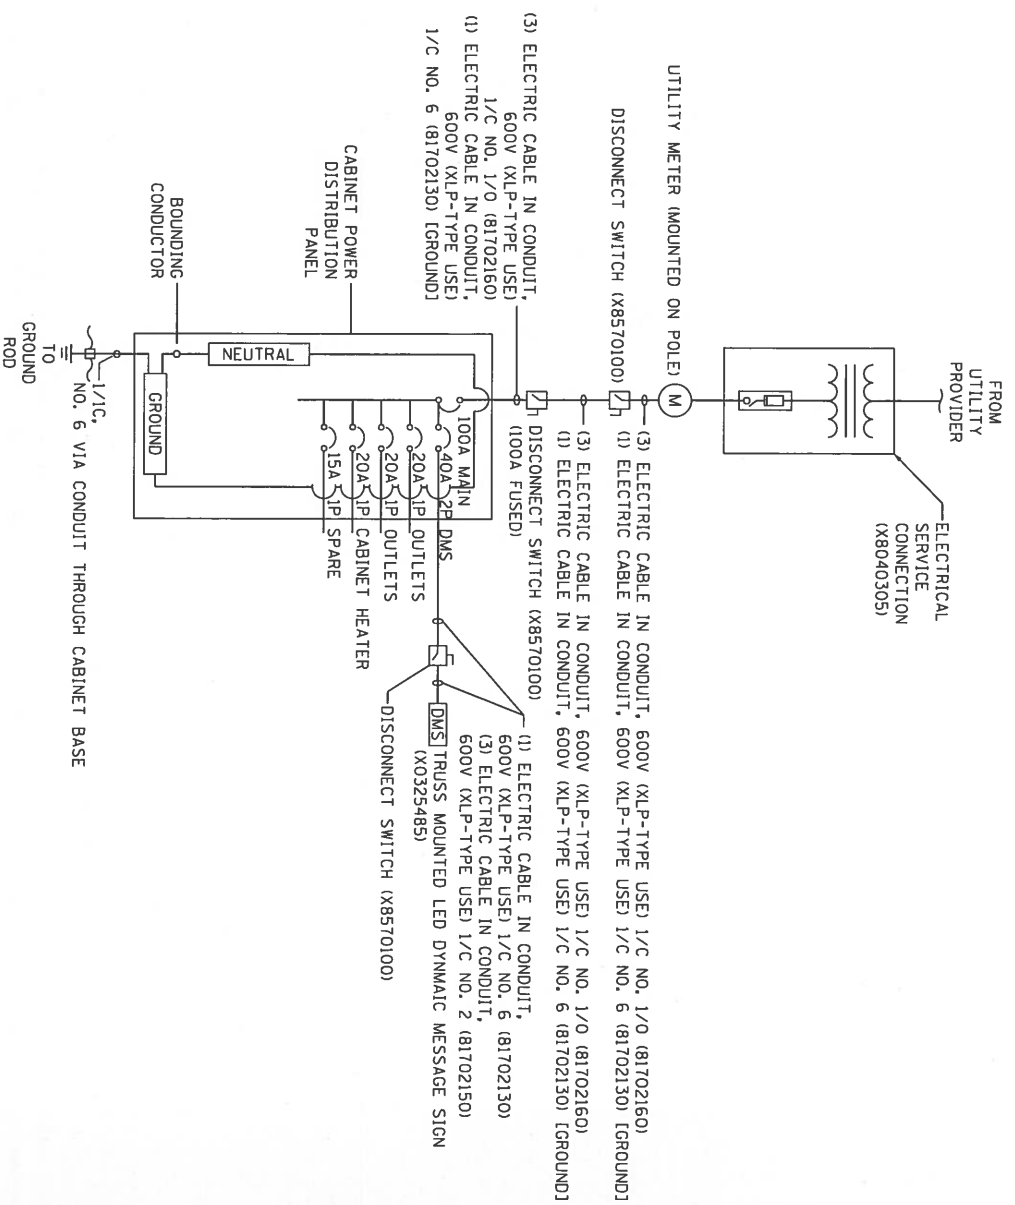 FROM
UTILITY
PROVIDER
ELECTRICAL
SERVICE
CONNECTION
(X8040305)
UTILITY METER (MOUNTED ON POLE)
M
(3) ELECTRIC CABLE IN CONDUIT, 600V (XLP-TYPE USE) 1/C NO. 1/0 (81702160)
(1) ELECTRIC CABLE IN CONDUIT, 600V (XLP-TYPE USE) 1/C NO. 6 (81702130) [GROUND]
DISCONNECT SWITCH (X8570100)
(3) ELECTRIC CABLE IN CONDUIT, 600V (XLP-TYPE USE) 1/C NO. 1/0 (81702160)
(1) ELECTRIC CABLE IN CONDUIT, 600V (XLP-TYPE USE) 1/C NO. 6 (81702130) [GROUND]
DISCONNECT SWITCH (X8570100)
(100A FUSED)
(3) ELECTRIC CABLE IN CONDUIT,
600V (XLP-TYPE USE)
1/C NO. 1/0 (81702160)
(1) ELECTRIC CABLE IN CONDUIT,
600V (XLP-TYPE USE)
1/C NO. 6 (81702130) [GROUND]
(1) ELECTRIC CABLE IN CONDUIT,
600V (XLP-TYPE USE) 1/C NO. 6 (81702130)
(3) ELECTRIC CABLE IN CONDUIT,
600V (XLP-TYPE USE) 1/C NO. 2 (81702150)
100A MAIN
40A 2P DMS
20A 1P OUTLETS
20A 1P OUTLETS
20A 1P CABINET HEATER
15A 1P SPARE
DMS TRUSS MOUNTED LED DYNMAIC MESSAGE SIGN
(X0325485)
DISCONNECT SWITCH (X8570100)
CABINET POWER
DISTRIBUTION
PANEL
NEUTRAL
GROUND
BOUNDING
CONDUCTOR
1/1C,
NO. 6 VIA CONDUIT THROUGH CABINET BASE
TO
GROUND
ROD